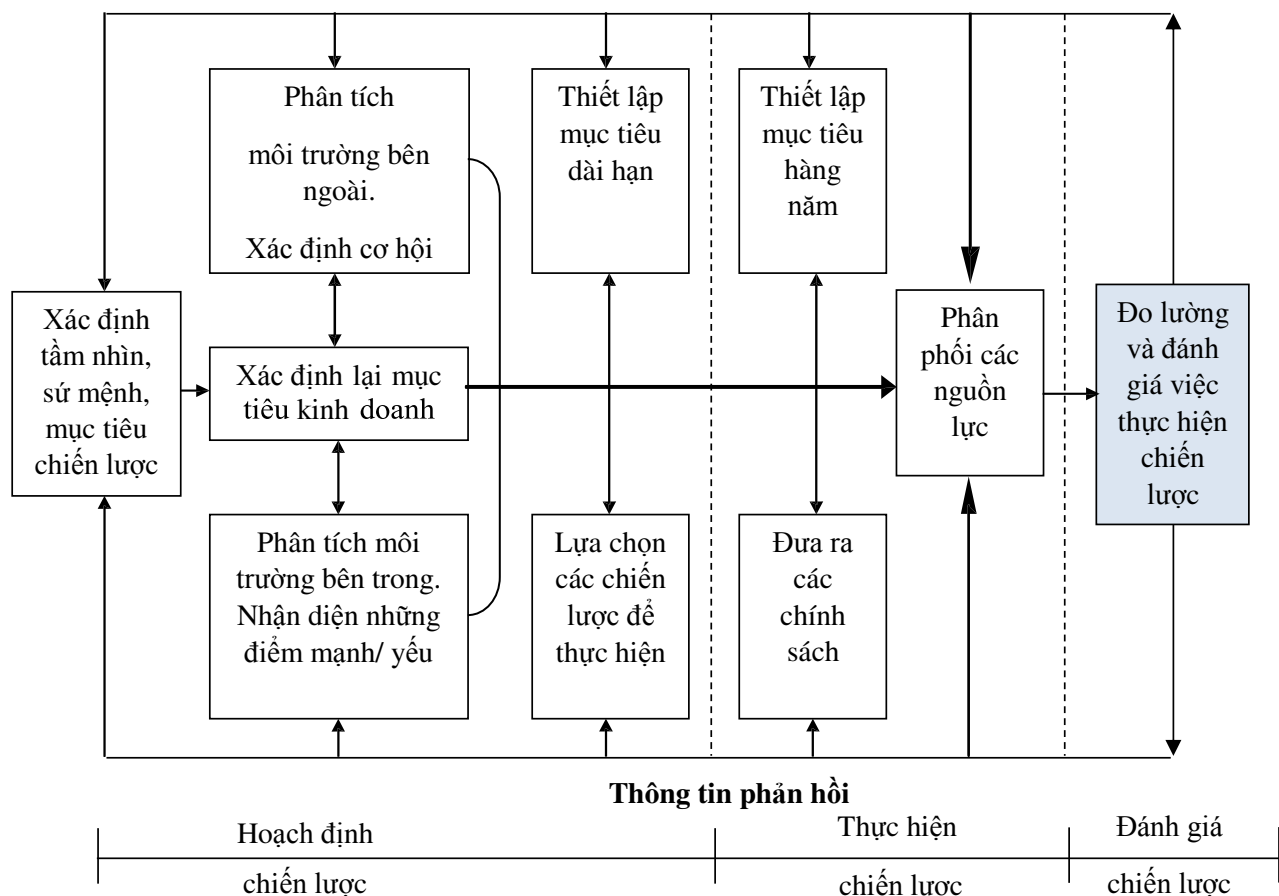 Phân tích
môi trường bên
ngoài.
Xác định cơ hội
Thiết lập
mục tiêu
dài hạn
Thiết lập
mục tiêu
hàng
năm
Xác định
tầm nhìn,
sứ mệnh,
mục tiêu
chiến lược
Xác định lại mục
tiêu kinh doanh
Phân
phối các
nguồn
lực
Đo lường
và đánh
giá việc
thực hiện
chiến
lược
Phân tích môi
trường bên trong.
Nhận diện những
điểm mạnh/ yếu
Lựa chọn
các chiến
lược để
thực hiện
Đưa ra
các
chính
sách
Thông tin phản hồi
Hoạch định
chiến lược
Thực hiện
chiến lược
Đánh giá
chiến lược